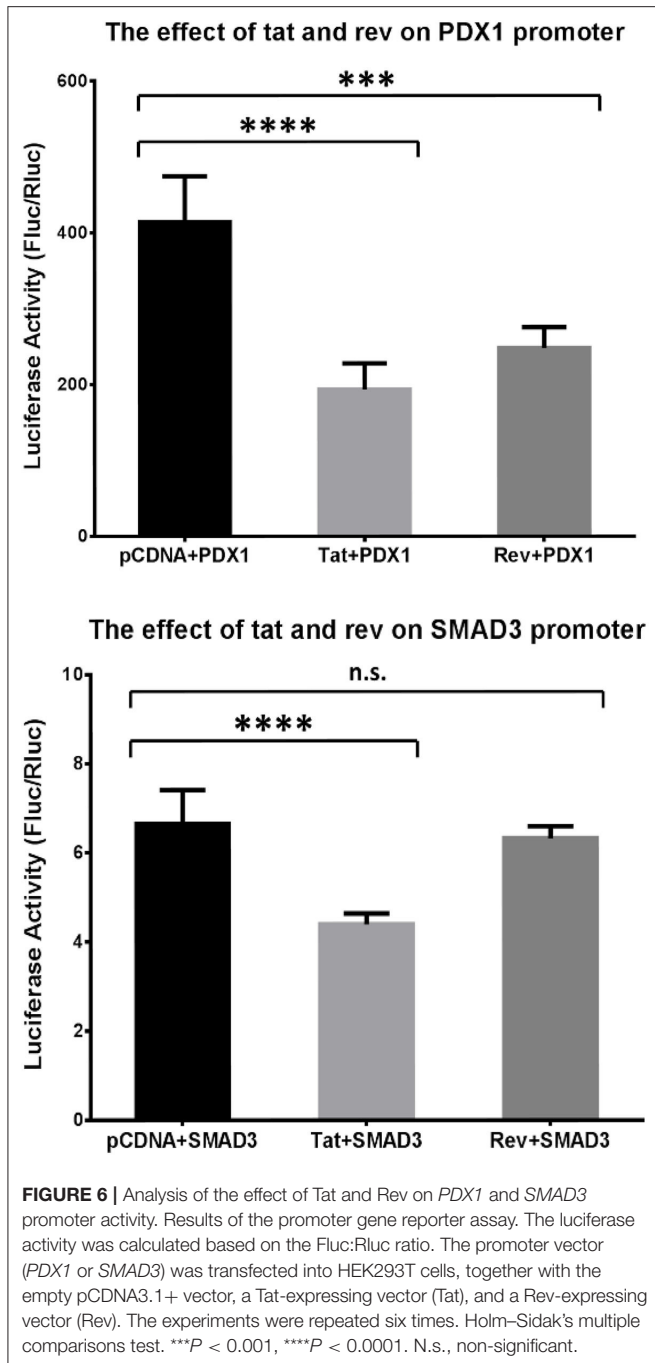 The effect of tat and rev on PDX1 promoter
600
400
200
0
Luciferase Activity (Fluc/Rluc)
***
****
pCDNA+PDX1
Tat+PDX1
Rev+PDX1
The effect of tat and rev on SMAD3 promoter
10
8
6
4
2
0
Luciferase Activity (Fluc/Rluc)
n.s.
****
pCDNA+SMAD3
Tat+SMAD3
Rev+SMAD3
FIGURE 6 | Analysis of the effect of Tat and Rev on PDX1 and SMAD3
promoter activity. Results of the promoter gene reporter assay. The luciferase
activity was calculated based on the Fluc:Rluc ratio. The promoter vector
(PDX1 or SMAD3) was transfected into HEK293T cells, together with the
empty pCDNA3.1+ vector, a Tat-expressing vector (Tat), and a Rev-expressing
vector (Rev). The experiments were repeated six times. Holm–Sidak's multiple
comparisons test. ***P < 0.001, ****P < 0.0001. N.s., non-significant.